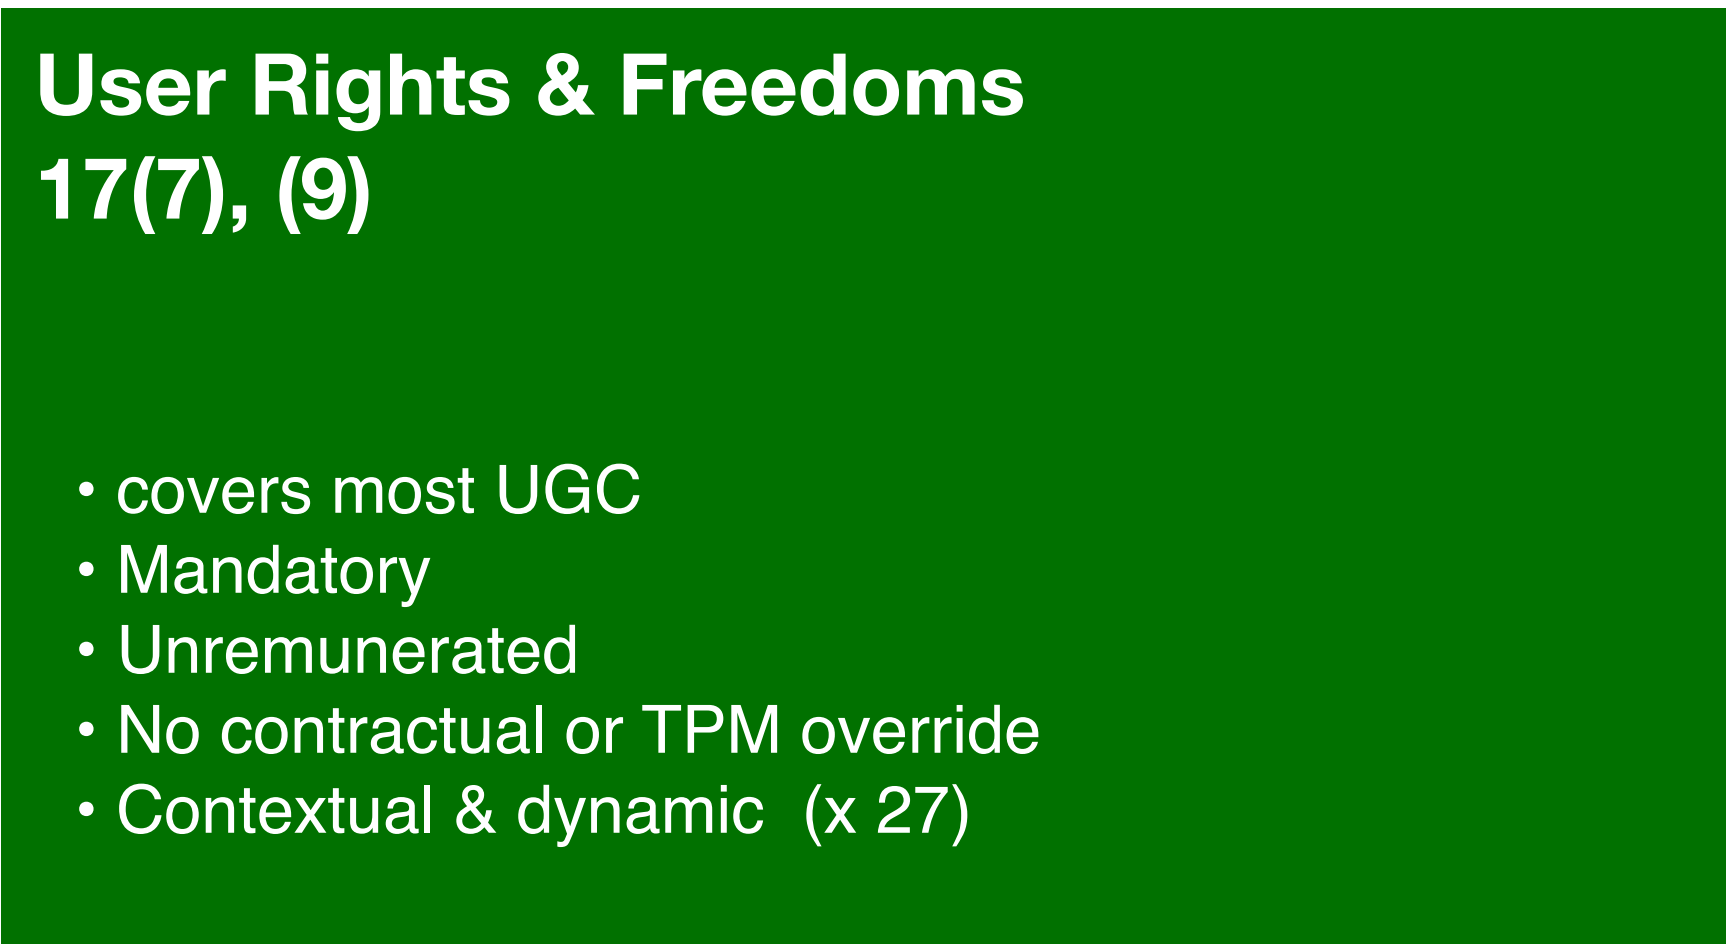 User Rights & Freedoms
17(7), (9)
• covers most UGC
• Mandatory
• Unremunerated
• No contractual or TPM override
• Contextual & dynamic  (x 27)